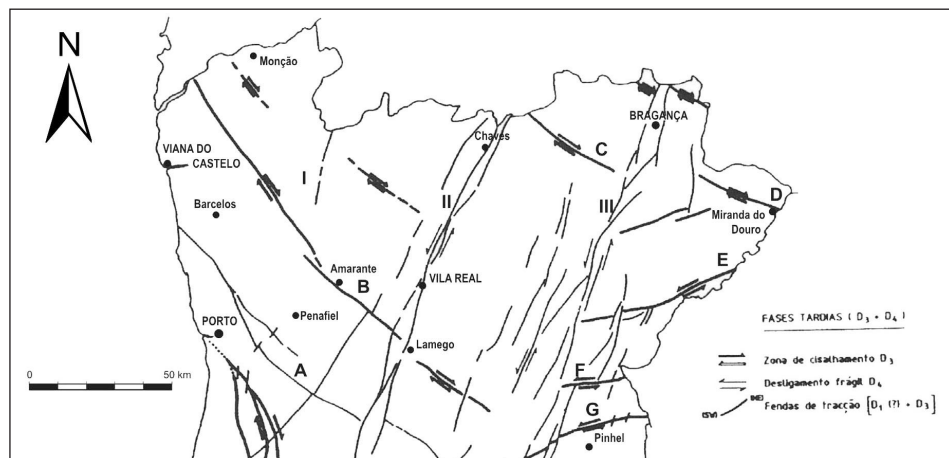 N
Monção
VIANA DO
CASTELO
Barcelos
I
Chaves
II
BRAGANÇA
C
III
D
Miranda do
Douro
E
Amarante
B
VILA REAL
Penafiel
PORTO
Lamego
A
F
G
Pinhel
0 50 km
FASES TARDIAS ( D3 + D4 )
Zona de cisalhamento D3
Desligamento frágil D4
(SW) (NE) Fendas de tracção [ D1 (?) + D3 ]